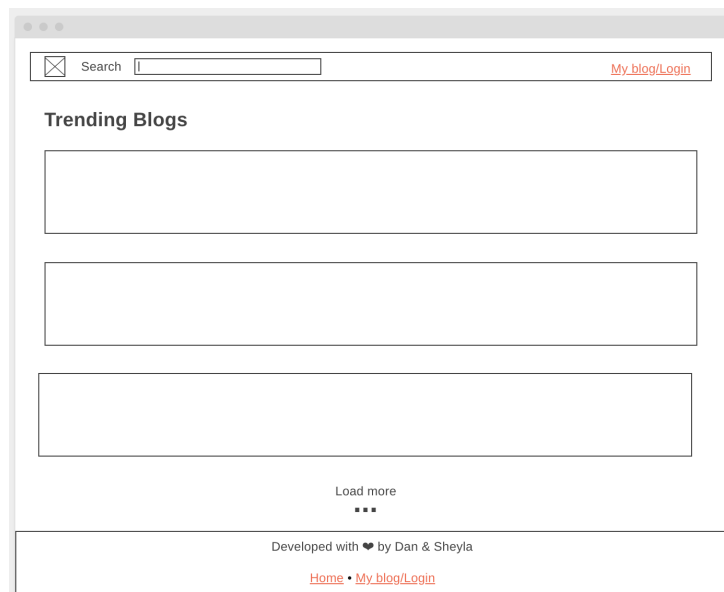 Search
My blog/Login
Trending Blogs
Load more
...
Developed with ❤ by Dan & Sheyla
Home • My blog/Login